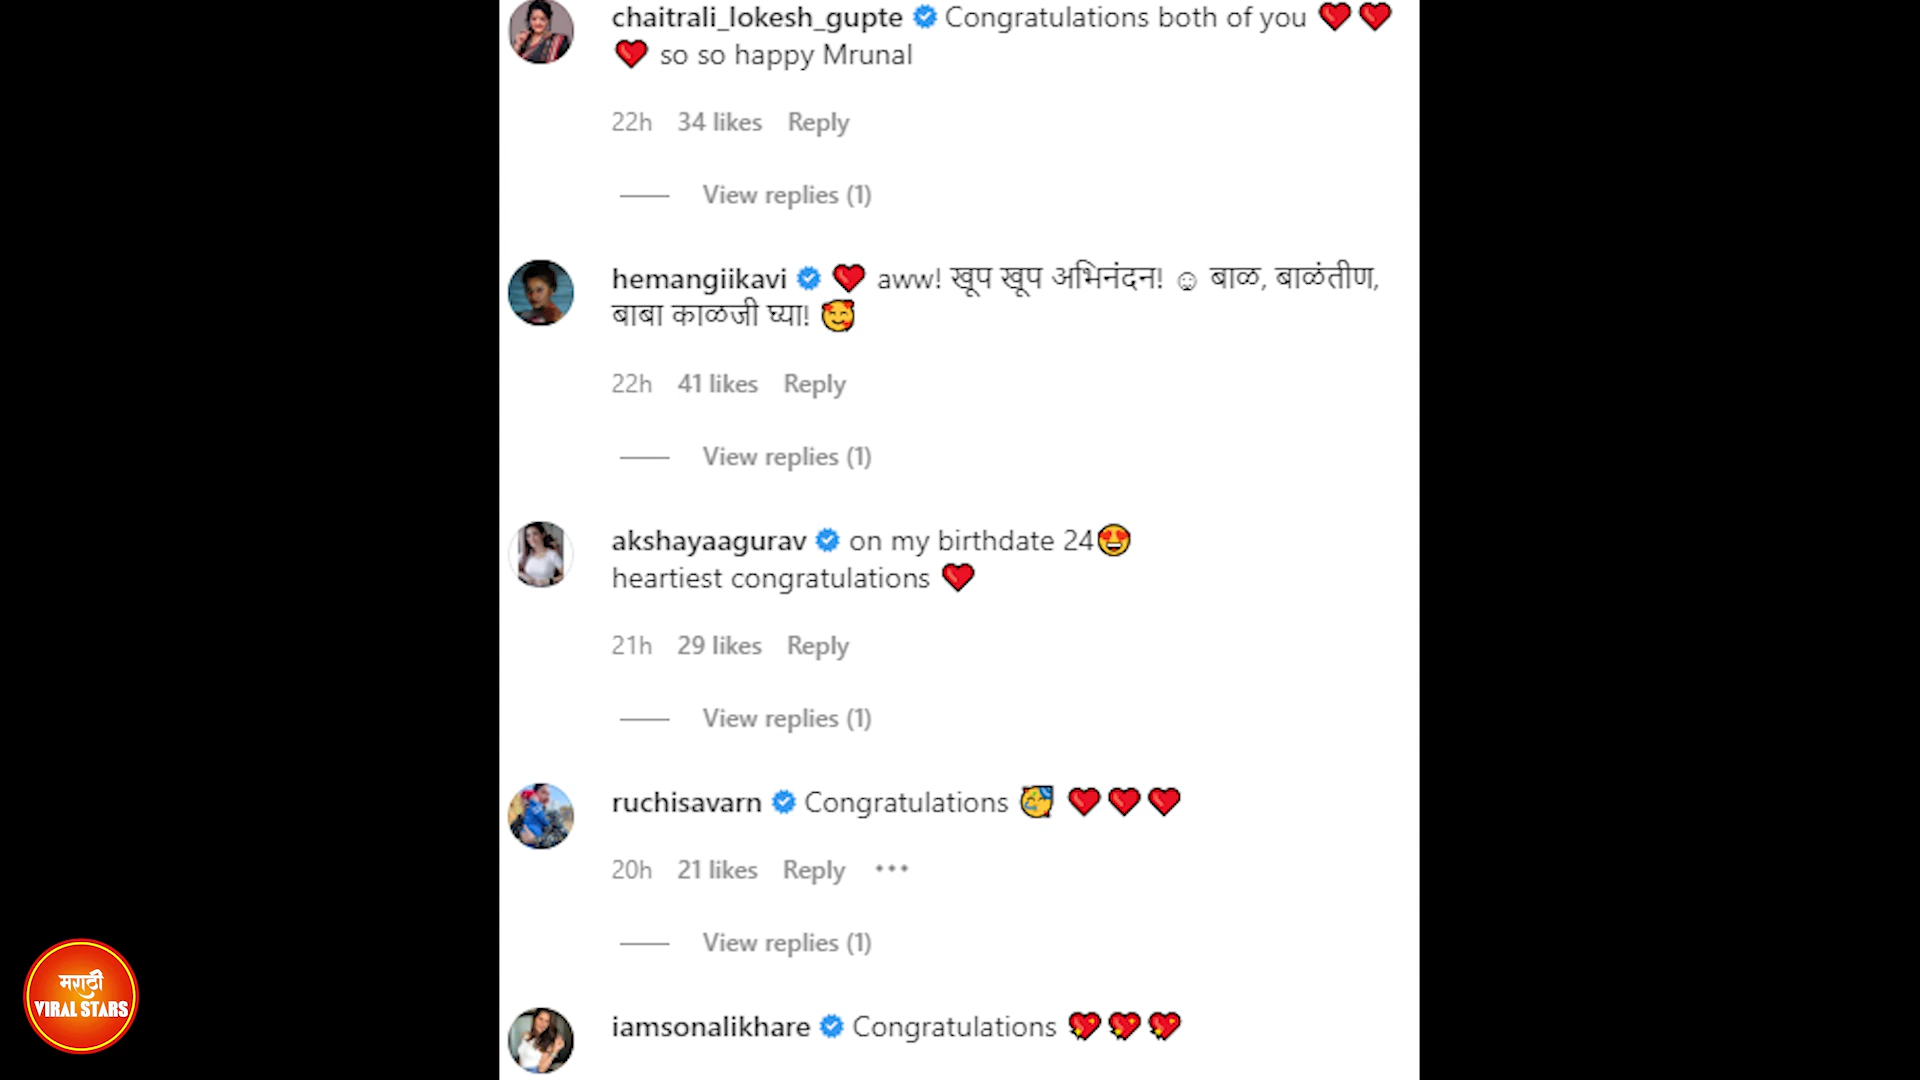 chaitrali_lokesh_gupte Congratulations both of you ❤️❤️
❤️ so so happy Mrunal
22h 34 likes Reply
View replies (1)
hemangiikavi ❤️ aww! खूप खूप अभिनंदन! ☺ बाळ, बाळंतीण,
बाबा काळजी घ्या! 🥰
22h 41 likes Reply
View replies (1)
akshayaagurav on my birthdate 24😍
heartiest congratulations ❤️
21h 29 likes Reply
View replies (1)
ruchisavarn Congratulations 🥳 ❤️❤️❤️
20h 21 likes Reply •••
View replies (1)
iamsonalikhare Congratulations 💖💖💖
मराठी
VIRAL STARS